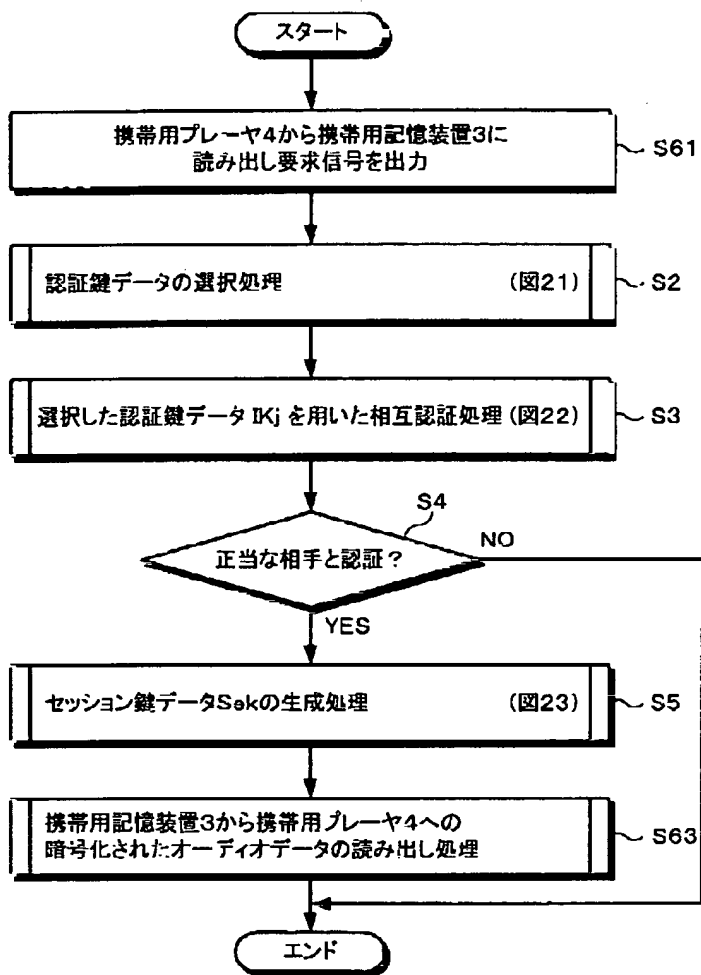 スタート
携帯用プレーヤ4から携帯用記憶装置3に
読み出し要求信号を出力
S61
認証鍵データの選択処理 (図21)
S2
選択した認証鍵データ IKj を用いた相互認証処理 (図22)
S3
S4
正当な相手と認証?
NO
YES
セッション鍵データSekの生成処理 (図23)
S5
携帯用記憶装置3から携帯用プレーヤ4への
暗号化されたオーディオデータの読み出し処理
S63
エンド